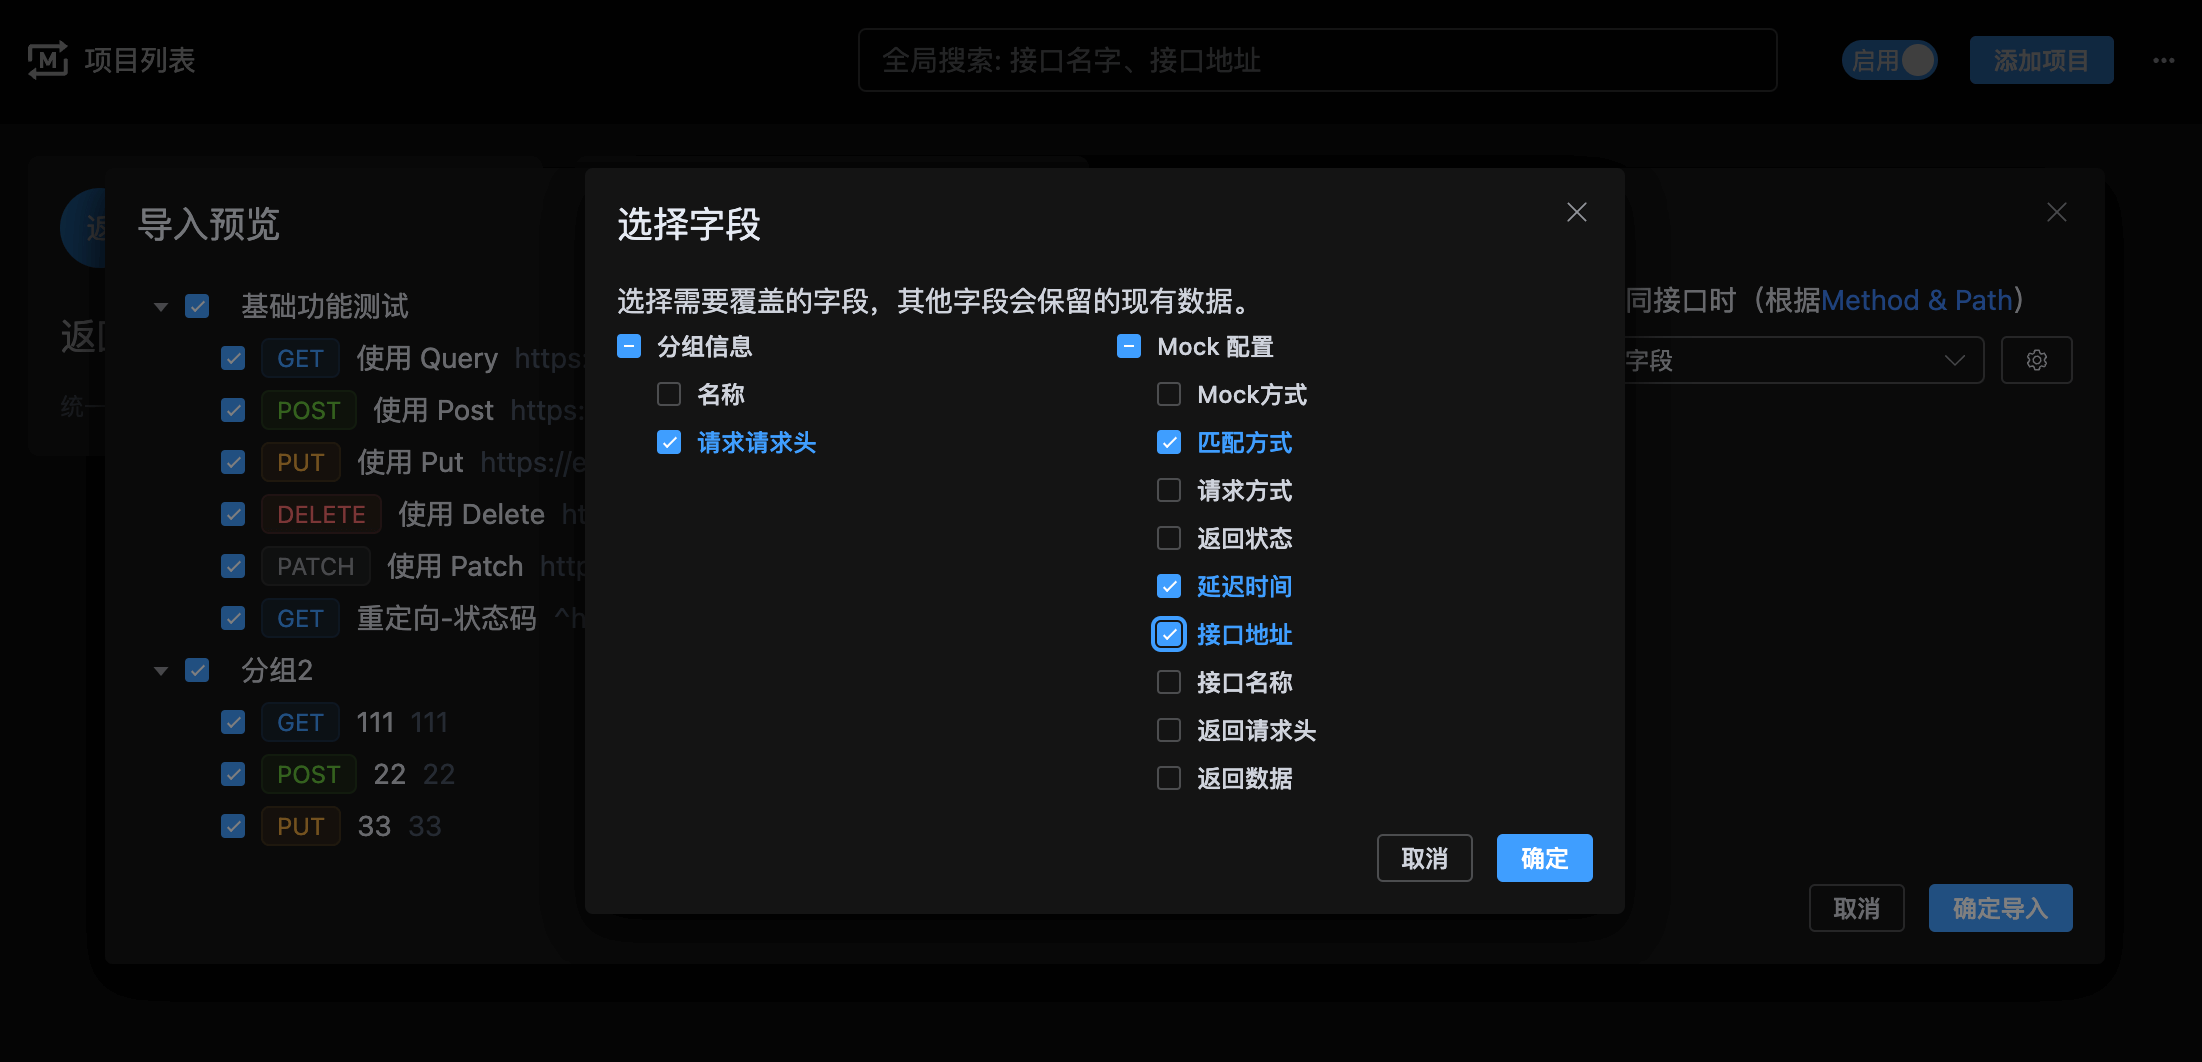 项目列表
全局搜索: 接口名字、接口地址
启用
添加项目
导入预览
基础功能测试
GET 使用 Query https:
POST 使用 Post https:
PUT 使用 Put https://e
DELETE 使用 Delete ht
PATCH 使用 Patch http
GET 重定向-状态码 ^h
分组2
GET 111 111
POST 22 22
PUT 33 33
选择字段
选择需要覆盖的字段，其他字段会保留的现有数据。
分组信息
名称
请求请求头
Mock 配置
Mock方式
匹配方式
请求方式
返回状态
延迟时间
接口地址
接口名称
返回请求头
返回数据
取消
确定
同接口时（根据Method & Path）
字段
取消
确定导入
返
统一